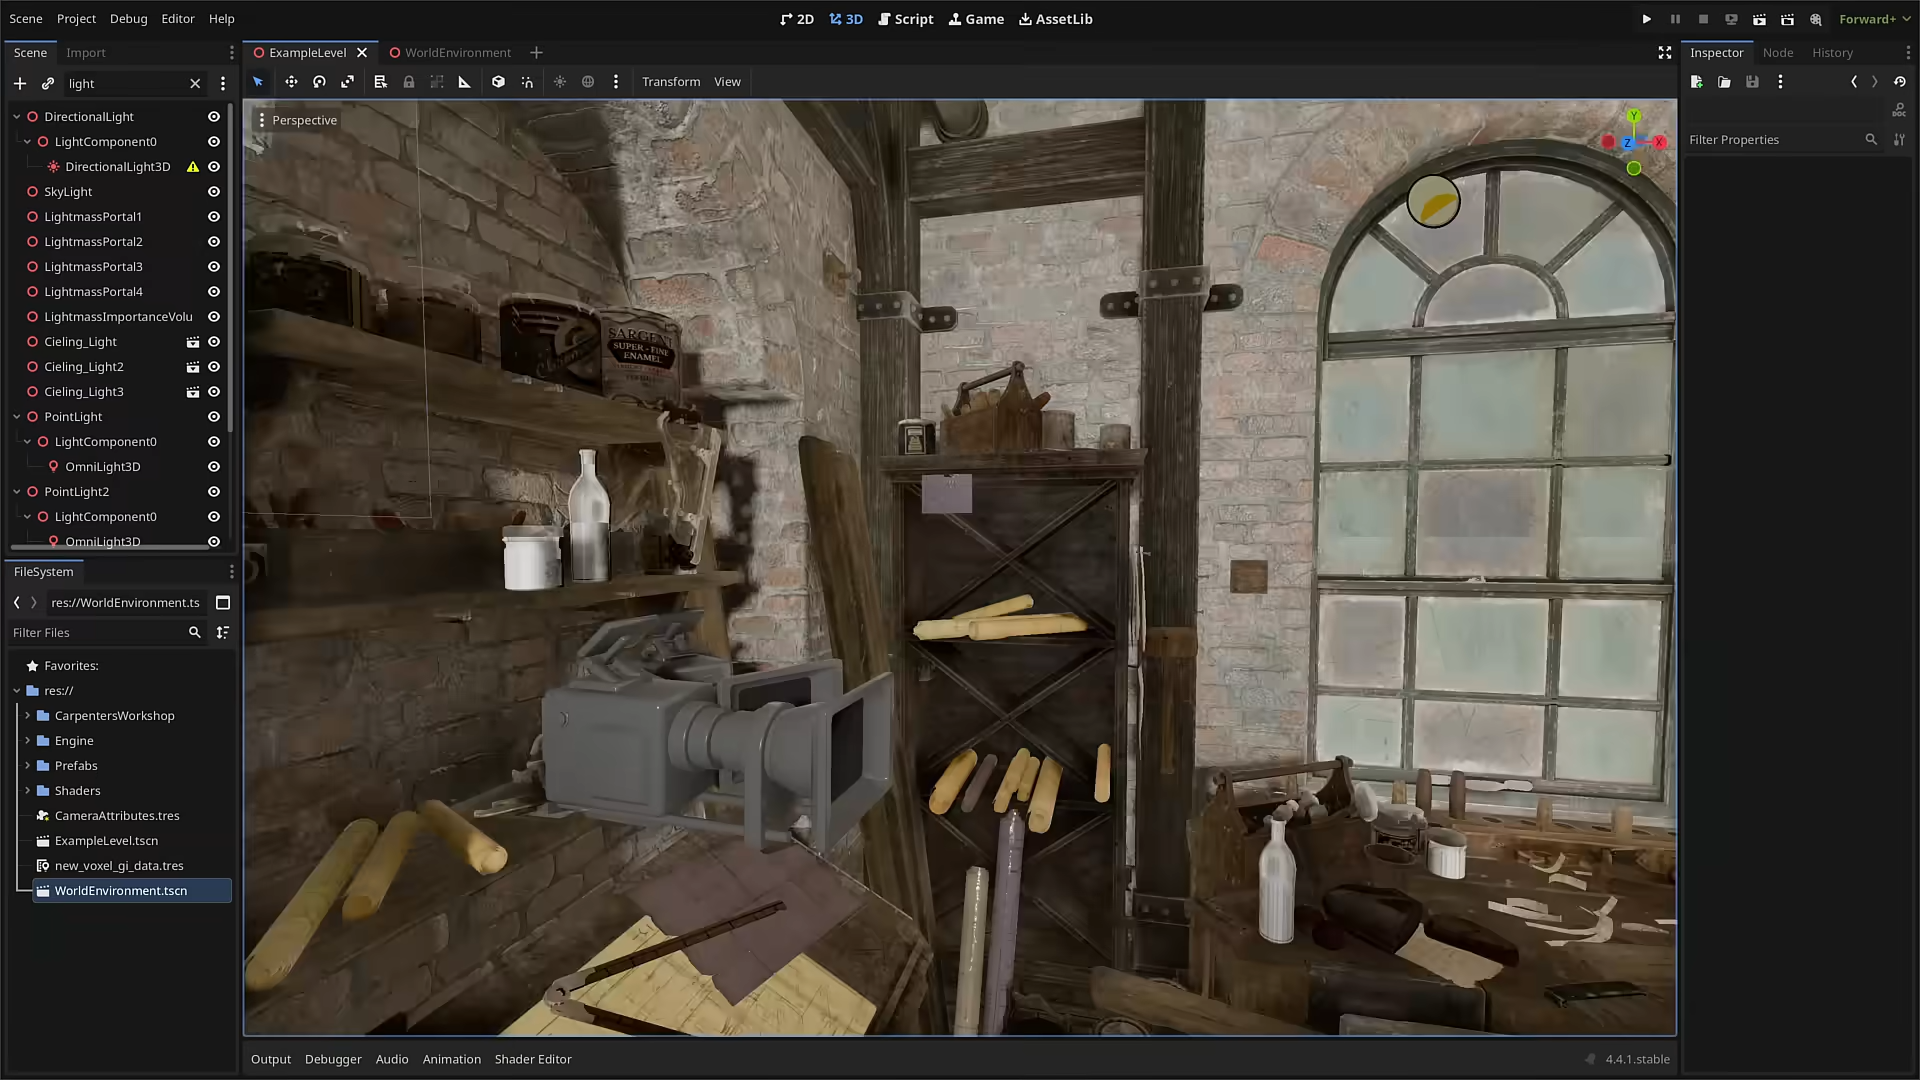 Scene Project Debug Editor Help
2D 3D Script Game AssetLib
Forward+
Scene Import
light
DirectionalLight
LightComponent0
DirectionalLight3D
SkyLight
LightmassPortal1
LightmassPortal2
LightmassPortal3
LightmassPortal4
LightmassImportanceVolu
Cieling_Light
Cieling_Light2
Cieling_Light3
PointLight
LightComponent0
OmniLight3D
PointLight2
LightComponent0
OmniLight3D
FileSystem
res://WorldEnvironment.ts
Filter Files
Favorites:
res://
CarpentersWorkshop
Engine
Prefabs
Shaders
CameraAttributes.tres
ExampleLevel.tscn
new_voxel_gi_data.tres
WorldEnvironment.tscn
ExampleLevel WorldEnvironment
Transform View
Perspective
SUPER - FINE
ENAMEL
Y
Z X
Output Debugger Audio Animation Shader Editor
4.4.1.stable
Inspector Node History
DOC
Filter Properties